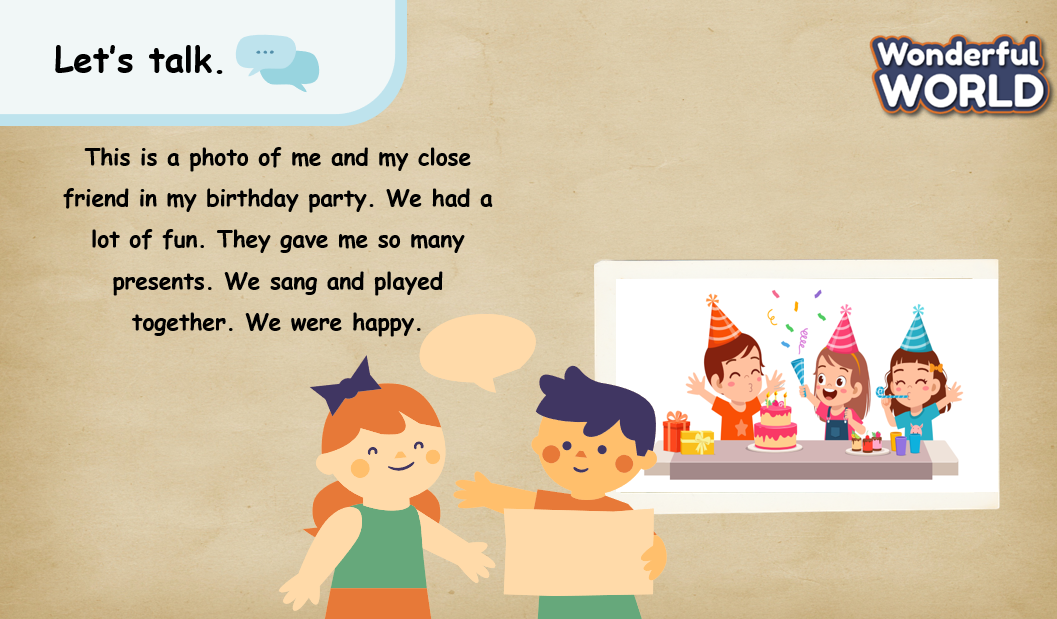 Let's talk.
Wonderful
WORLD
This is a photo of me and my close
friend in my birthday party. We had a
lot of fun. They gave me so many
presents. We sang and played
together. We were happy.